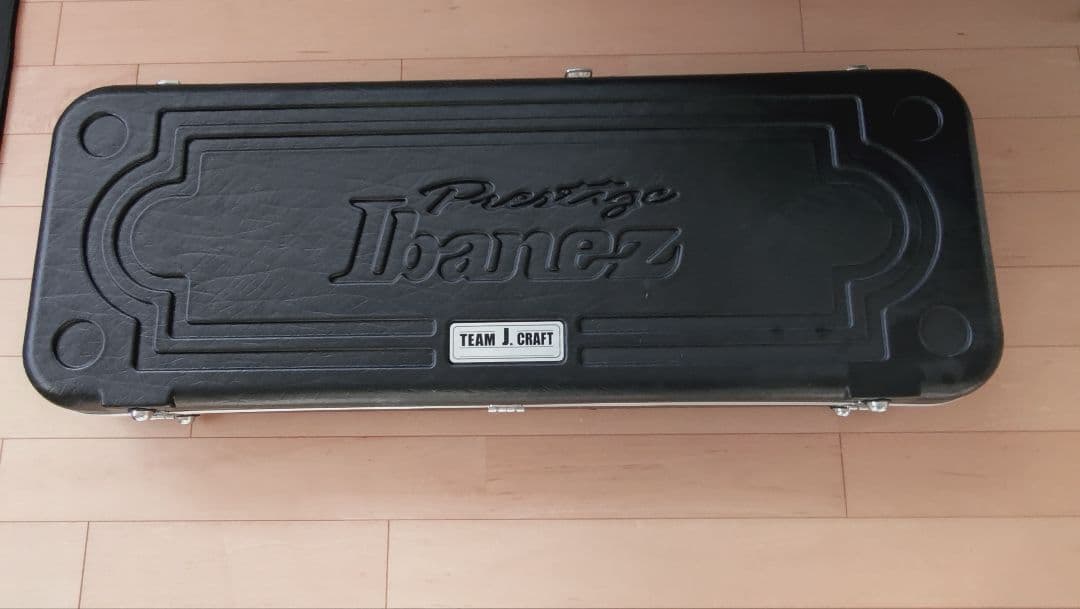 Prestige
Ibanez
TEAM J. CRAFT